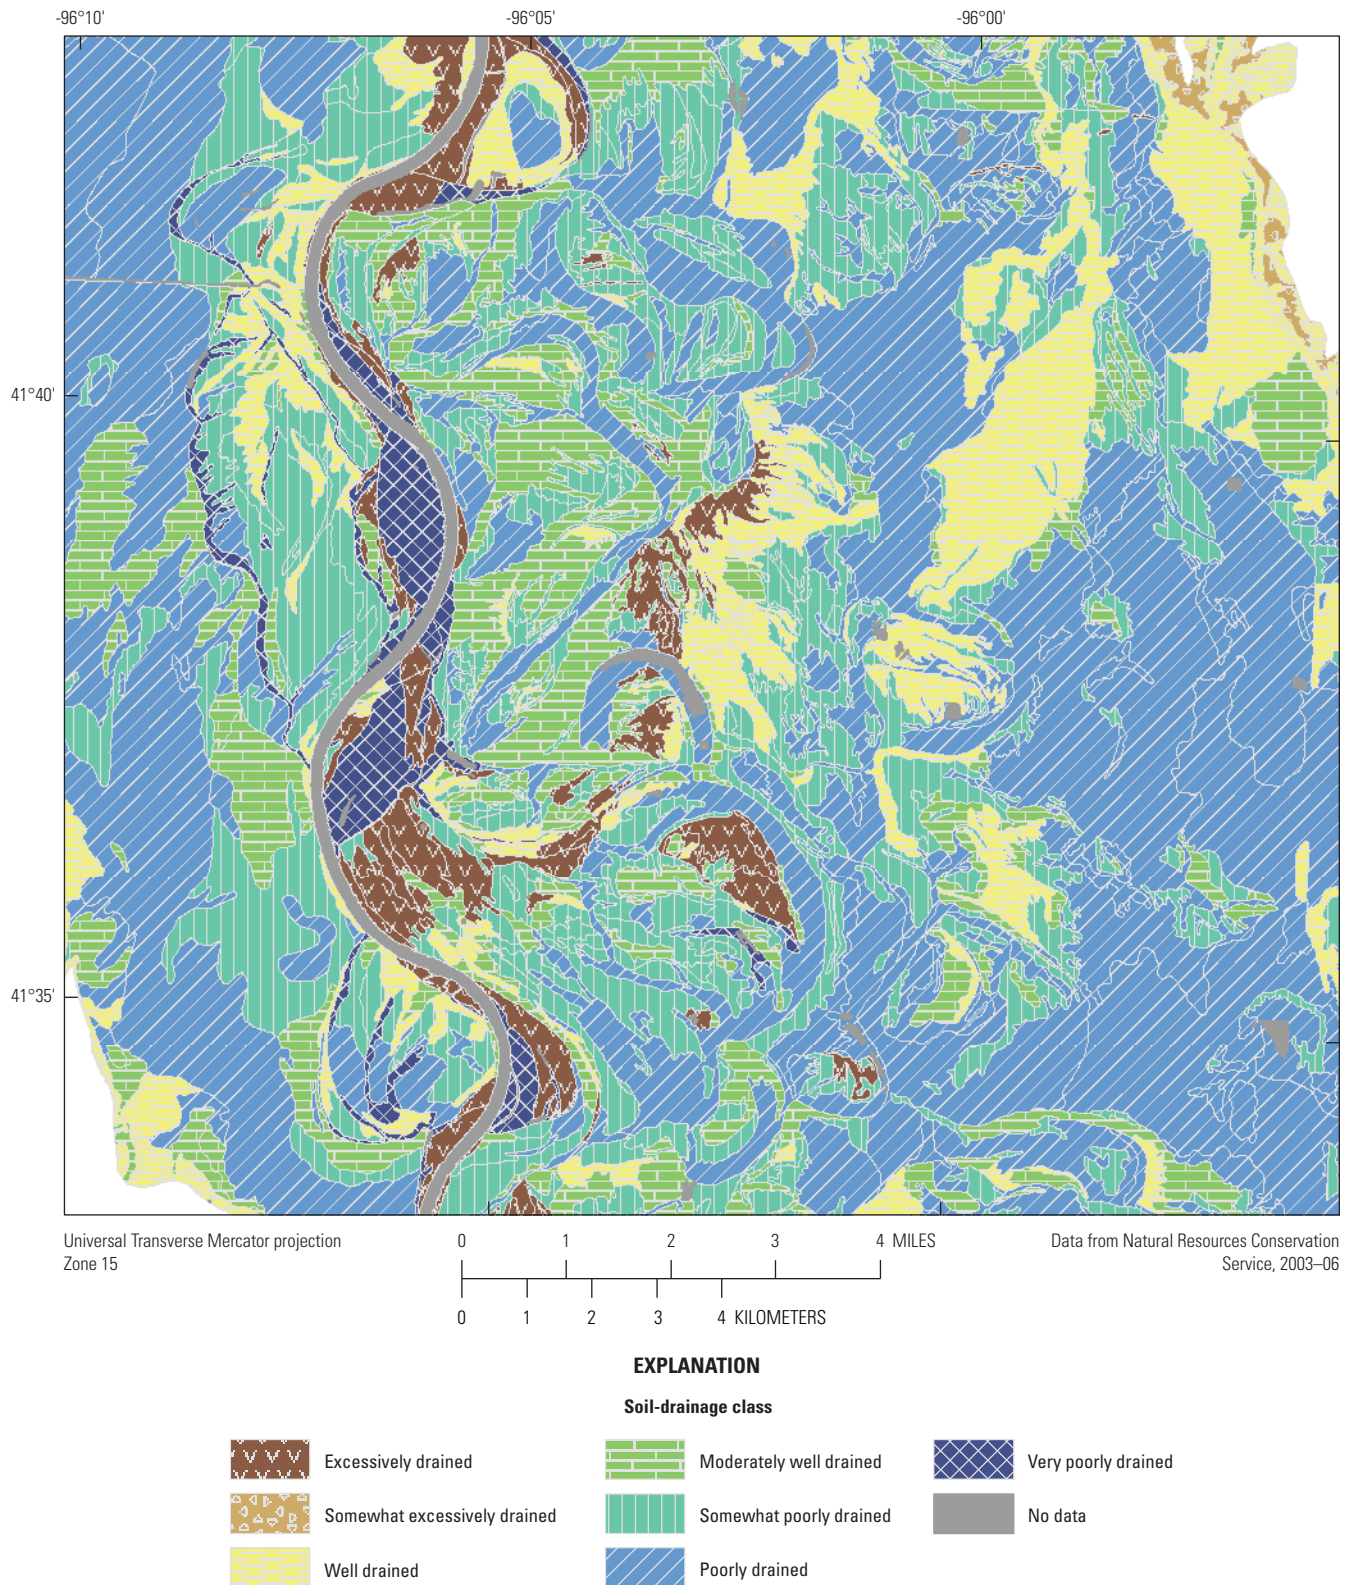 -96°10' -96°05' -96°00'
41°40'
41°35'
Universal Transverse Mercator projection
Zone 15
0 1 2 3 4 MILES
0 1 2 3 4 KILOMETERS
Data from Natural Resources Conservation
Service, 2003–06
EXPLANATION
Soil-drainage class
Excessively drained
Somewhat excessively drained
Well drained
Moderately well drained
Somewhat poorly drained
Poorly drained
Very poorly drained
No data